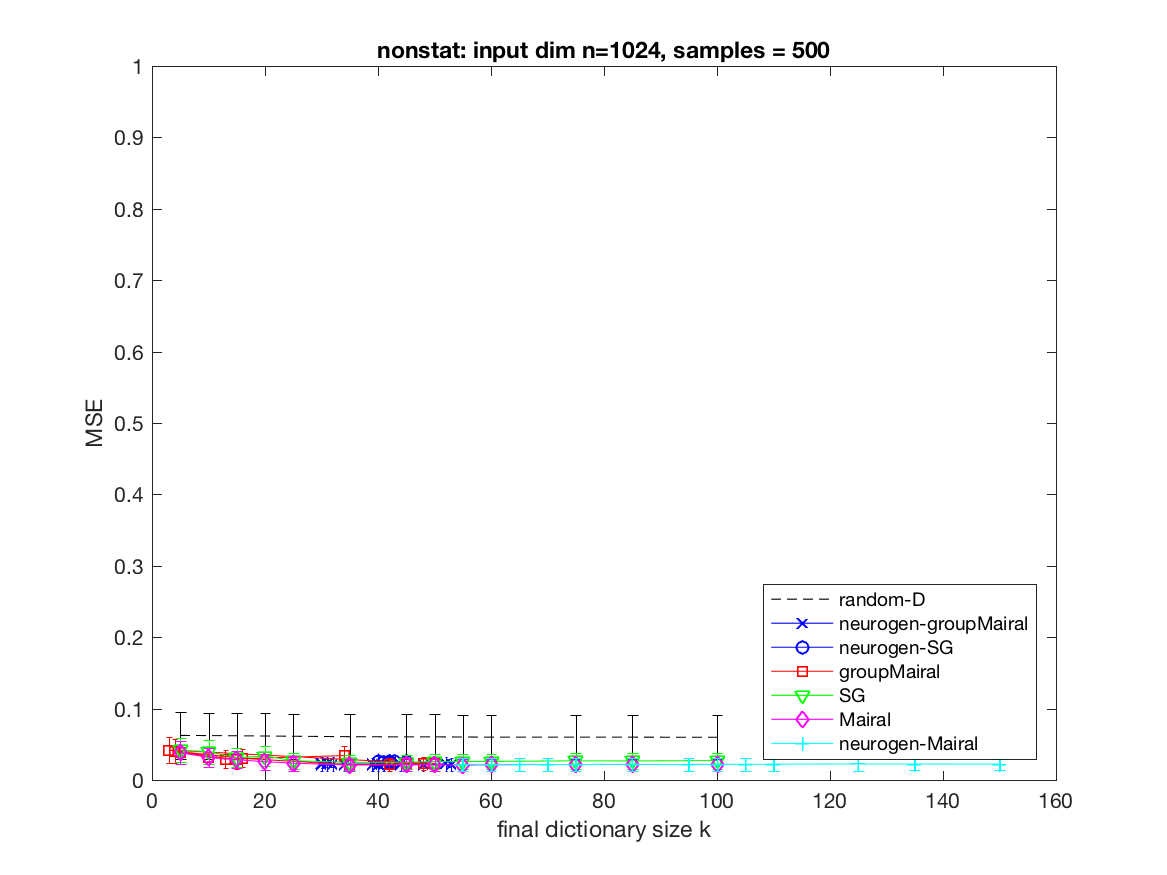 nonstat: input dim n=1024, samples = 500
1
0.9
0.8
0.7
0.6
0.5
0.4
0.3
0.2
0.1
0
MSE
random-D
neurogen-groupMairal
neurogen-SG
groupMairal
SG
Mairal
neurogen-Mairal
0 20 40 60 80 100 120 140 160
final dictionary size k